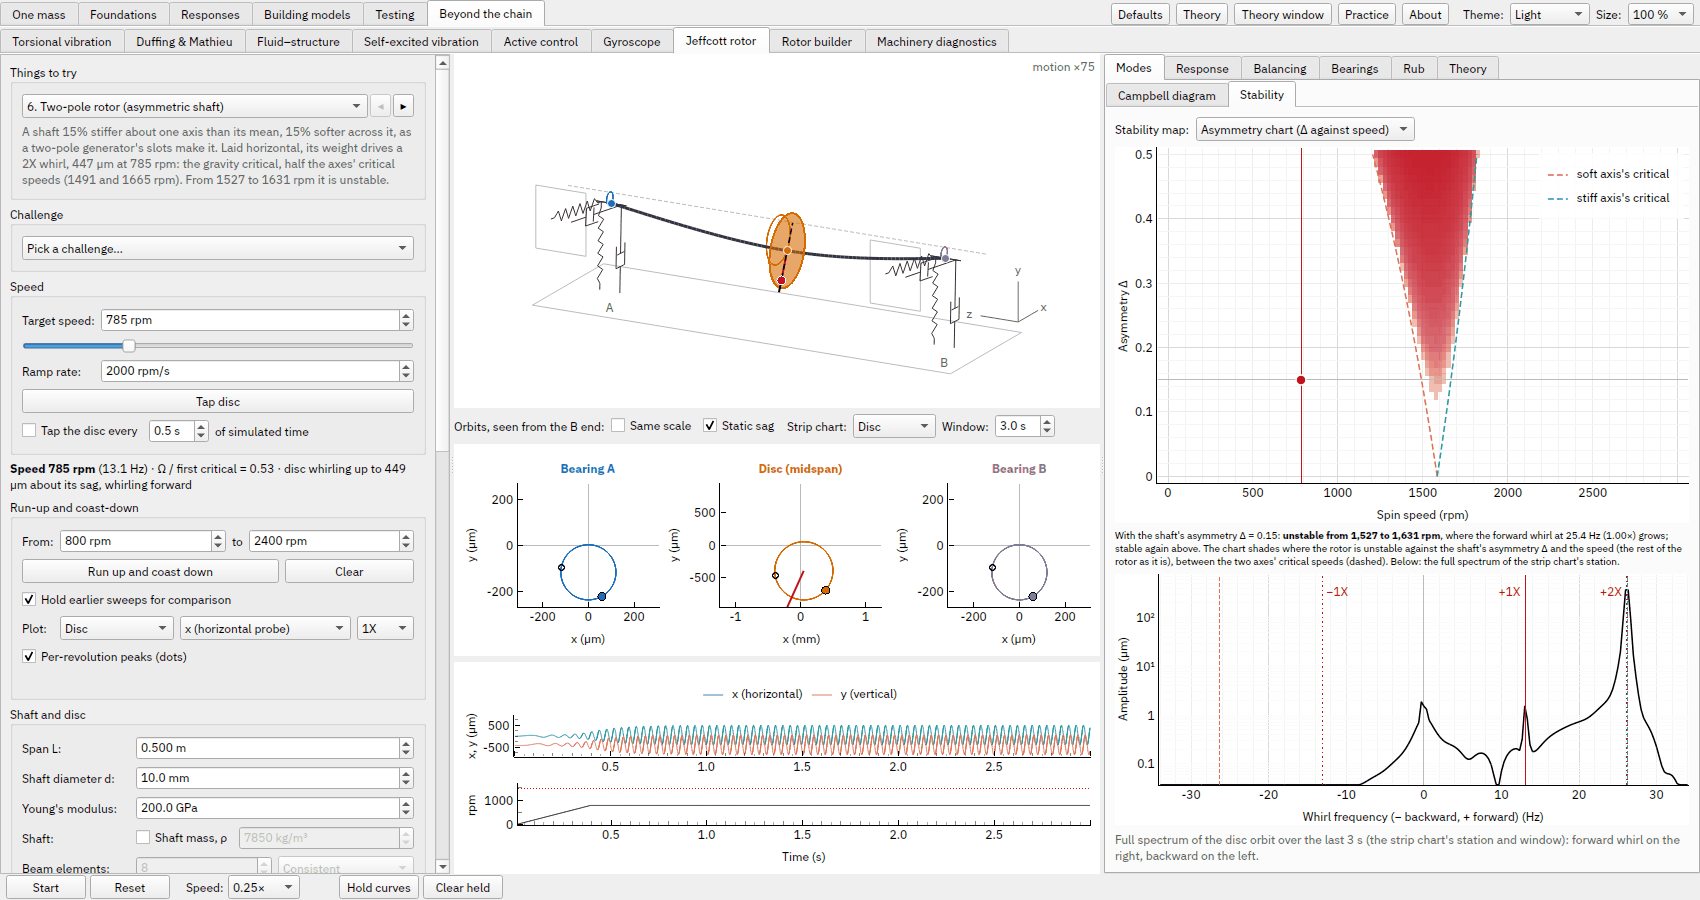 One mass Foundations Responses Building models Testing Beyond the chain Defaults Theory Theory window Practice About Theme: Light Size: 100 %
Torsional vibration Duffing & Mathieu Fluid–structure Self-excited vibration Active control Gyroscope Jeffcott rotor Rotor builder Machinery diagnostics
Things to try
6. Two-pole rotor (asymmetric shaft)
A shaft 15% stiffer about one axis than its mean, 15% softer across it, as
a two-pole generator's slots make it. Laid horizontal, its weight drives a
2X whirl, 447 µm at 785 rpm: the gravity critical, half the axes' critical
speeds (1491 and 1665 rpm). From 1527 to 1631 rpm it is unstable.
Challenge
Pick a challenge...
Speed
Target speed: 785 rpm
Ramp rate: 2000 rpm/s
Tap disc
Tap the disc every 0.5 s of simulated time
Speed 785 rpm (13.1 Hz) · Ω / first critical = 0.53 · disc whirling up to 449
µm about its sag, whirling forward
Run-up and coast-down
From: 800 rpm to 2400 rpm
Run up and coast down Clear
Hold earlier sweeps for comparison
Plot: Disc x (horizontal probe) 1X
Per-revolution peaks (dots)
Shaft and disc
Span L: 0.500 m
Shaft diameter d: 10.0 mm
Young's modulus: 200.0 GPa
Shaft: Shaft mass, ρ 7850 kg/m³
Beam elements: 8 Consistent
Start Reset Speed: 0.25× Hold curves Clear held
motion ×75
A
B
y
x
z
Orbits, seen from the B end: Same scale Static sag Strip chart: Disc Window: 3.0 s
Bearing A Disc (midspan) Bearing B
y (µm)
200
0
-200
-200 0 200
x (µm)
y (µm)
500
0
-500
-1 0 1
x (mm)
y (µm)
200
0
-200
-200 0 200
x (µm)
x (horizontal) y (vertical)
x, y (µm)
500
-500
0.5 1.0 1.5 2.0 2.5
rpm
1000
0
0.5 1.0 1.5 2.0 2.5
Time (s)
Modes Response Balancing Bearings Rub Theory
Campbell diagram Stability
Stability map: Asymmetry chart (Δ against speed)
soft axis's critical
stiff axis's critical
Asymmetry Δ
0.5
0.4
0.3
0.2
0.1
0
0 500 1000 1500 2000 2500
Spin speed (rpm)
With the shaft's asymmetry Δ = 0.15: unstable from 1,527 to 1,631 rpm, where the forward whirl at 25.4 Hz (1.00×) grows;
stable again above. The chart shades where the rotor is unstable against the shaft's asymmetry Δ and the speed (the rest of the
rotor as it is), between the two axes' critical speeds (dashed). Below: the full spectrum of the strip chart's station.
−1X +1X +2X
Amplitude (µm)
10²
10¹
1
0.1
-30 -20 -10 0 10 20 30
Whirl frequency (− backward, + forward) (Hz)
Full spectrum of the disc orbit over the last 3 s (the strip chart's station and window): forward whirl on the
right, backward on the left.